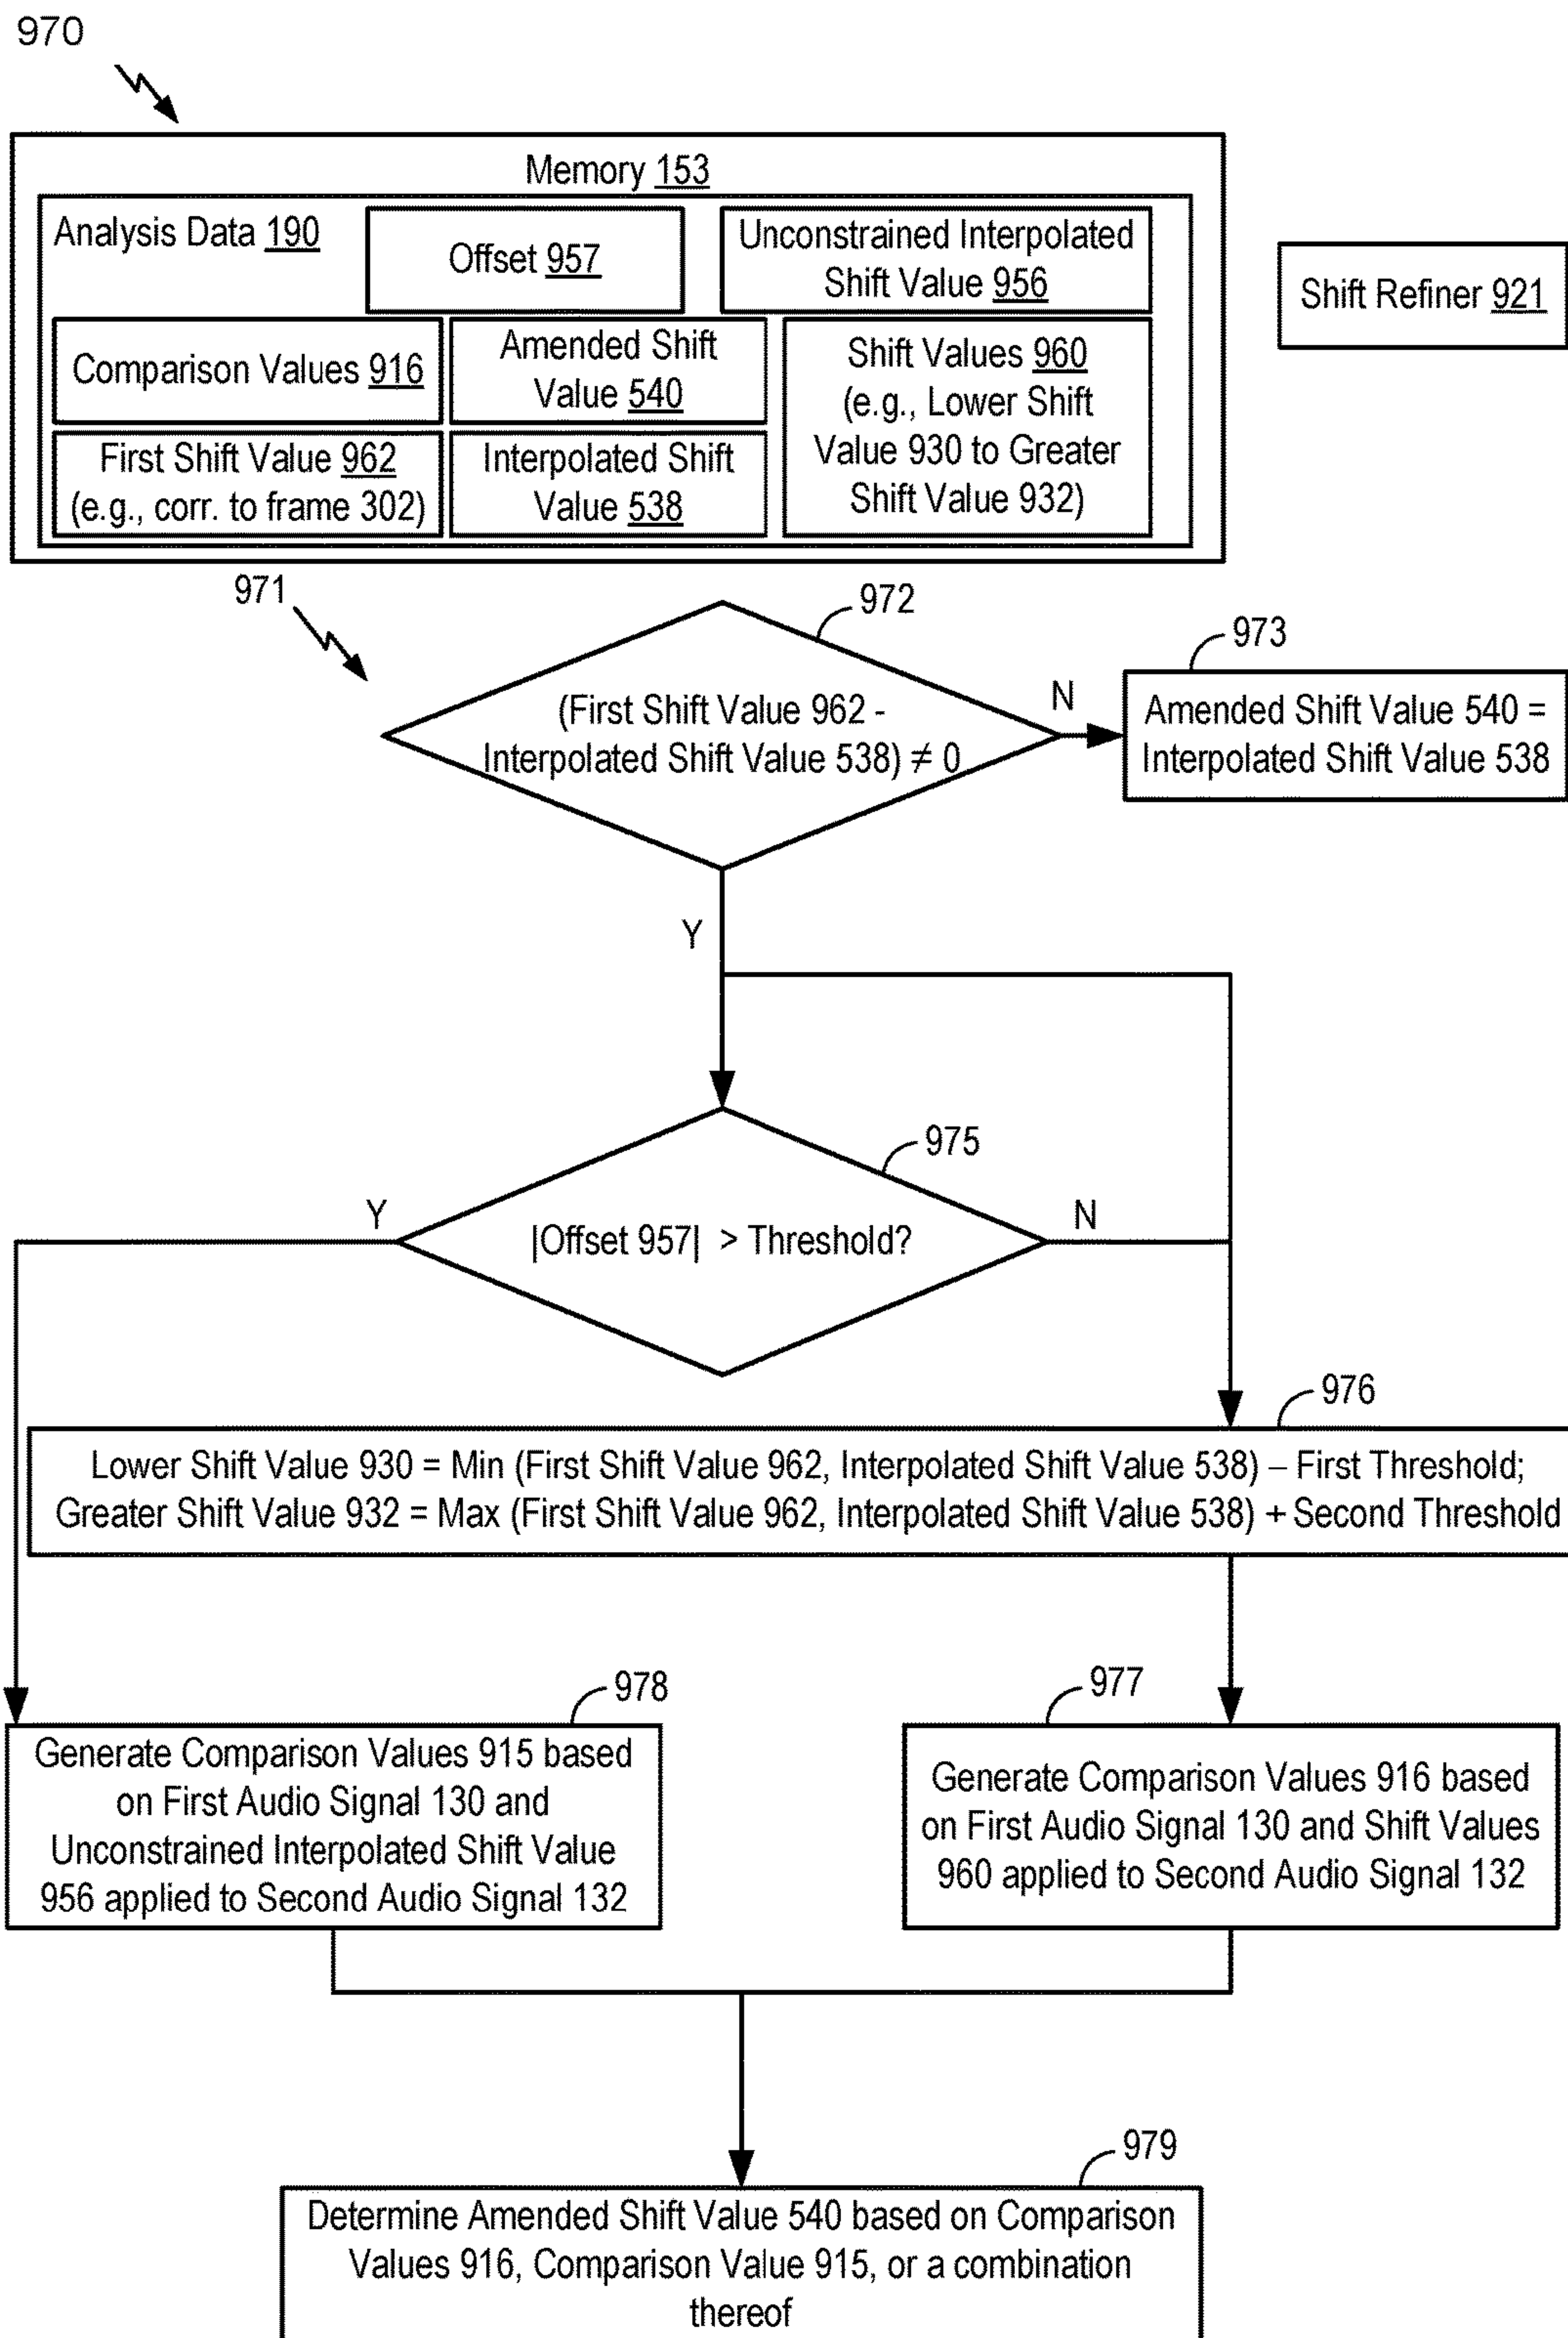 970
Memory 153
Analysis Data 190
Offset 957
Unconstrained Interpolated
Shift Value 956
Shift Refiner 921
Comparison Values 916
Amended Shift
Value 540
Shift Values 960
(e.g., Lower Shift
Value 930 to Greater
Shift Value 932)
First Shift Value 962
(e.g., corr. to frame 302)
Interpolated Shift
Value 538
971
972
(First Shift Value 962 -
Interpolated Shift Value 538) ≠ 0
N
973
Amended Shift Value 540 =
Interpolated Shift Value 538
Y
975
|Offset 957| > Threshold?
Y
N
976
Lower Shift Value 930 = Min (First Shift Value 962, Interpolated Shift Value 538) – First Threshold;
Greater Shift Value 932 = Max (First Shift Value 962, Interpolated Shift Value 538) + Second Threshold
978
Generate Comparison Values 915 based
on First Audio Signal 130 and
Unconstrained Interpolated Shift Value
956 applied to Second Audio Signal 132
977
Generate Comparison Values 916 based
on First Audio Signal 130 and Shift Values
960 applied to Second Audio Signal 132
979
Determine Amended Shift Value 540 based on Comparison
Values 916, Comparison Value 915, or a combination
thereof